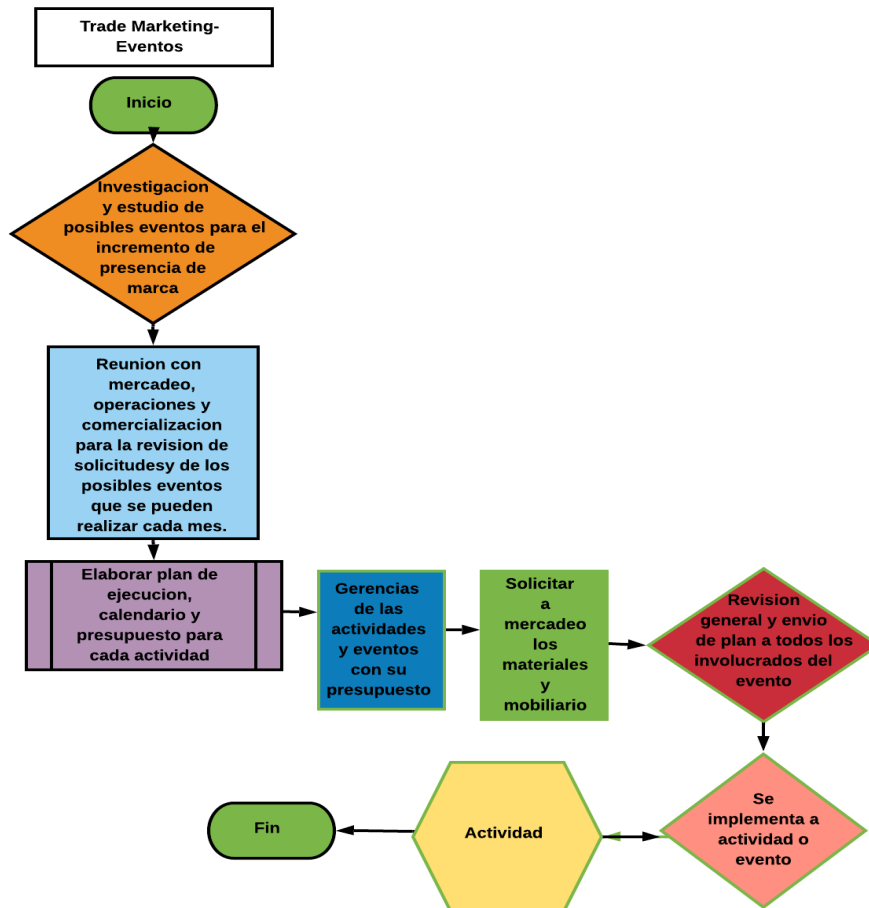 Trade Marketing-
Eventos
Inicio
Investigacion
y estudio de
posibles eventos para el
incremento de
presencia de
marca
Reunion con
mercadeo,
operaciones y
comercializacion
para la revision de
solicitudesy de los
posibles eventos
que se pueden
realizar cada mes.
Elaborar plan de
ejecucion,
calendario y
presupuesto para
cada actividad
Gerencias
de las
actividades
y eventos
con su
presupuesto
Solicitar
a
mercadeo
los
materiales
y
mobiliario
Revision
general y envio
de plan a todos los
involucrados del
evento
Se
implementa a
actividad o
evento
Actividad
Fin